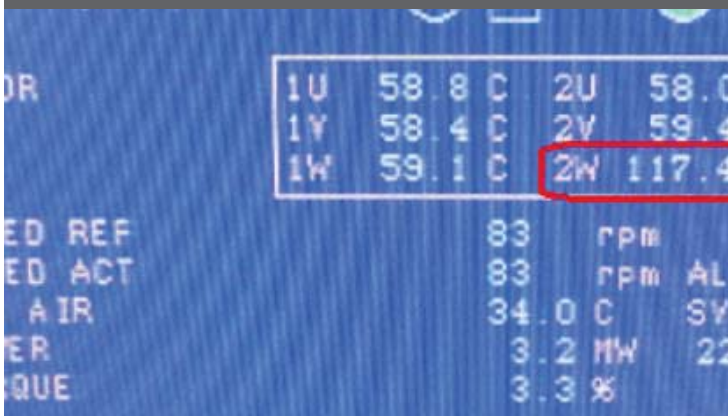 OR 1U 58.8 C 2U 58.0
1V 58.4 C 2V 59.
1W 59.1 C 2W 117.4
ED REF 83 rpm
ED ACT 83 rpm AL
AIR 34.0 C SV
ER 3.2 MW 22
QUE 3.3 %